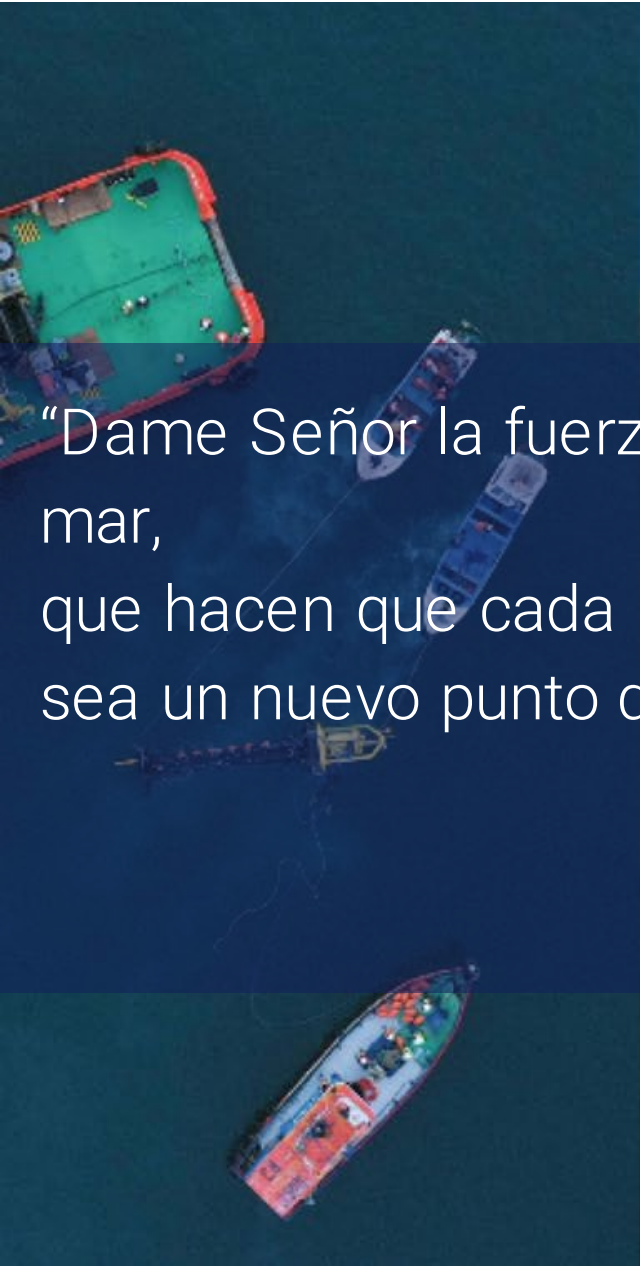 “Dame Señor la fuerz
mar,
que hacen que cada
sea un nuevo punto